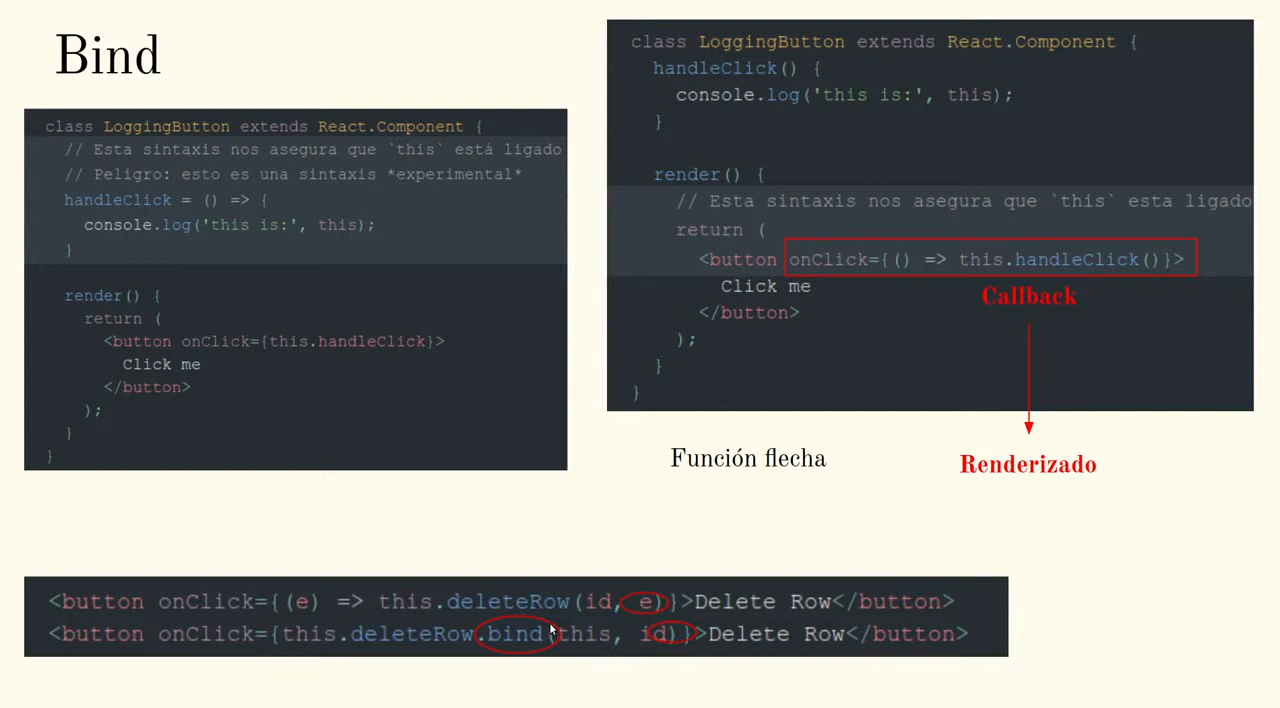 Bind
class LoggingButton extends React.Component {
// Esta sintaxis nos asegura que `this` está ligado
// Peligro: esto es una sintaxis *experimental*
handleClick = () => {
console.log('this is:', this);
}
render() {
return (
<button onClick={this.handleClick}>
Click me
</button>
);
}
}
class LoggingButton extends React.Component {
handleClick() {
console.log('this is:', this);
}
render() {
// Esta sintaxis nos asegura que `this` esta ligado
return (
<button onClick={() => this.handleClick()}>
Click me
</button>
);
}
}
Callback
Función flecha
Renderizado
<button onClick={(e) => this.deleteRow(id, e)}>Delete Row</button>
<button onClick={this.deleteRow.bind(this, id)}>Delete Row</button>